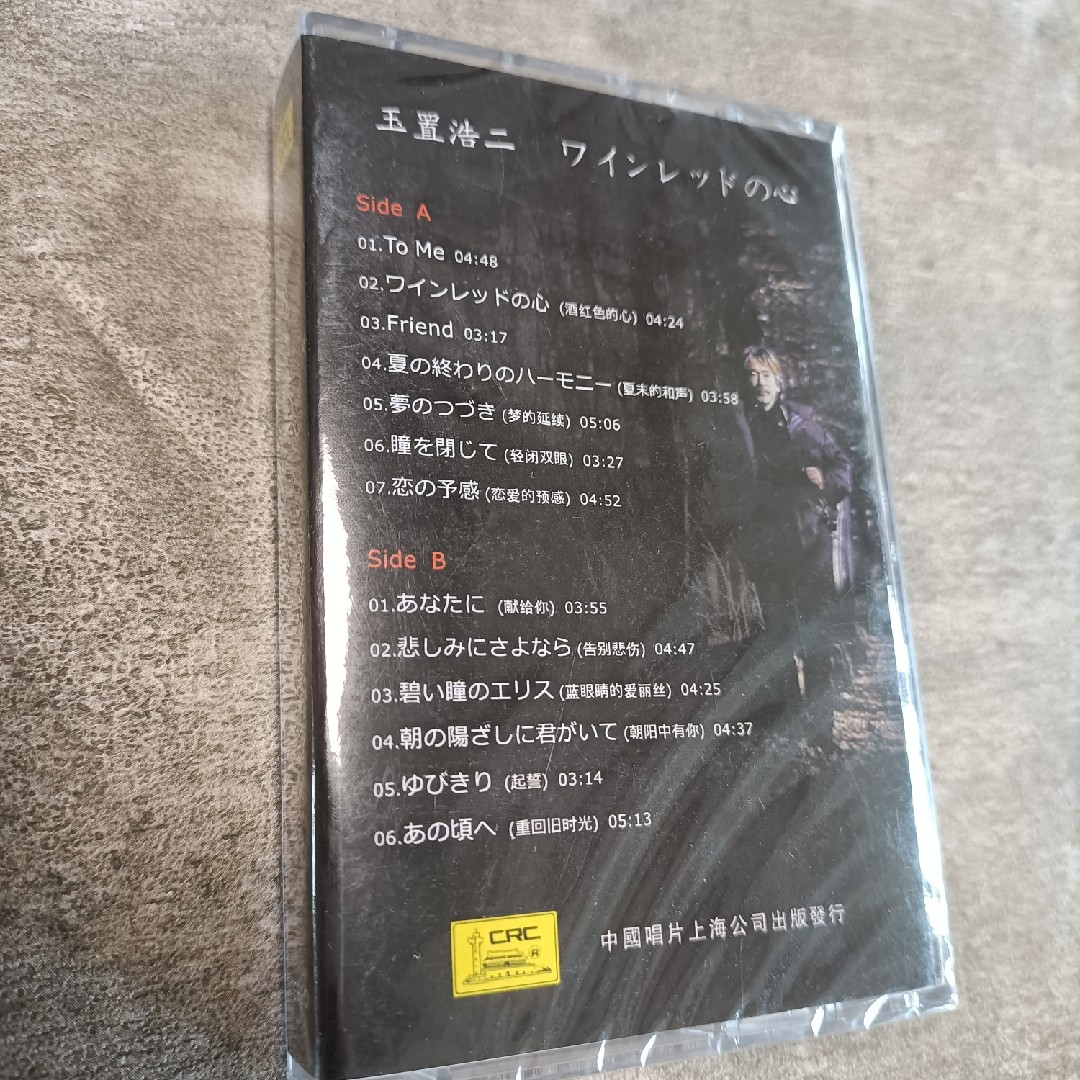 玉置浩二 ワインレッドの心
Side A
01.To Me 04:48
02.ワインレッドの心 (酒红色的心) 04:24
03.Friend 03:17
04.夏の終わりのハーモニー (夏末的和声) 03:58
05.夢のつづき (梦的延续) 05:06
06.瞳を閉じて (轻闭双眼) 03:27
07.恋の予感 (恋爱的预感) 04:52
Side B
01.あなたに (献给你) 03:55
02.悲しみにさよなら (告别悲伤) 04:47
03.碧い瞳のエリス (蓝眼睛的爱丽丝) 04:25
04.朝の陽ざしに君がいて (朝阳中有你) 04:37
05.ゆびきり (起誓) 03:14
06.あの頃へ (重回旧时光) 05:13
CRC ®
中國唱片上海公司出版發行